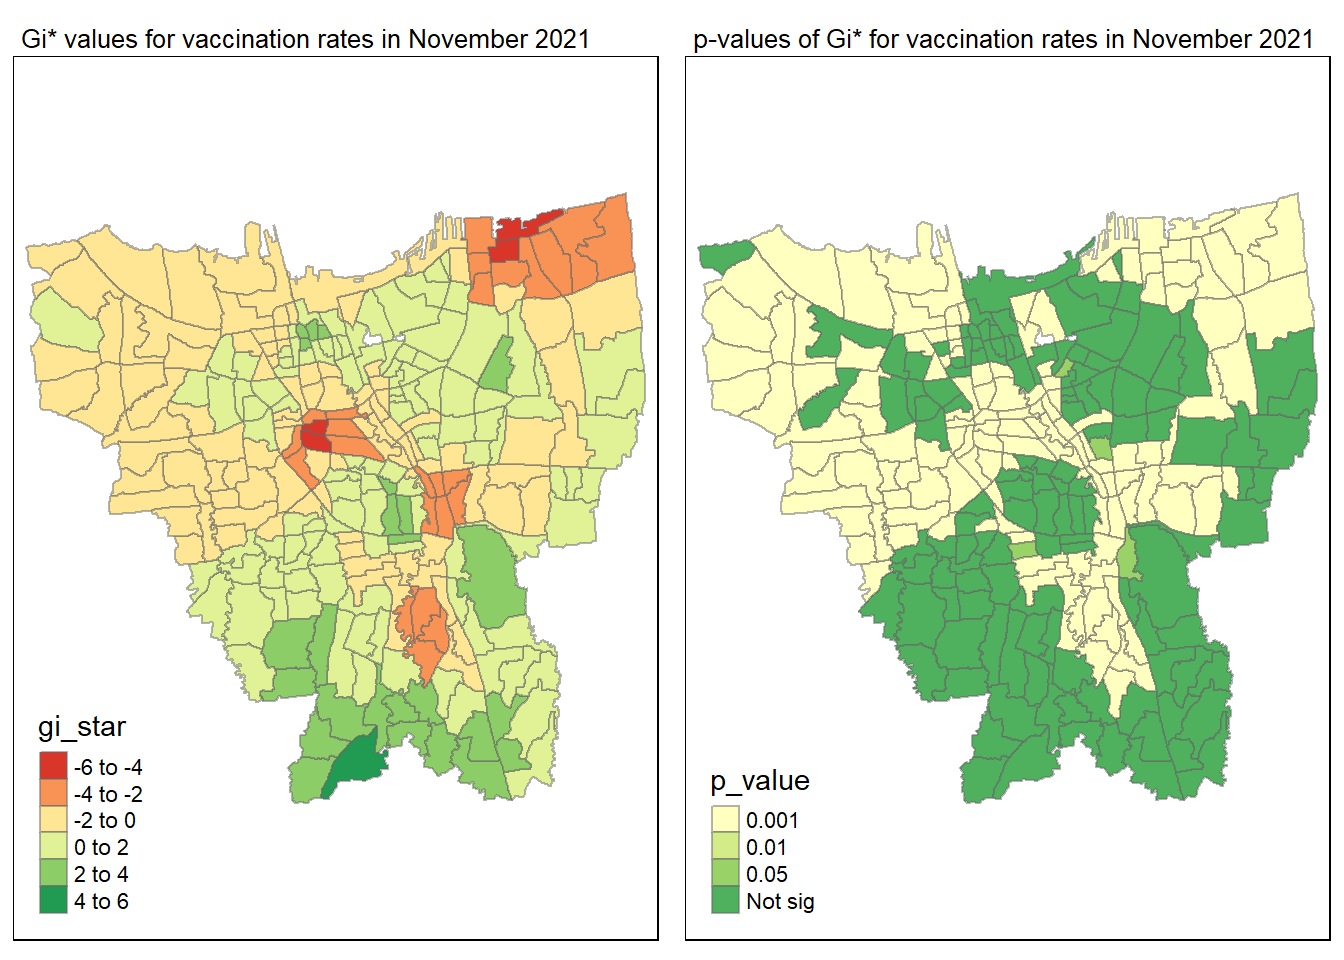 Gi* values for vaccination rates in November 2021
gi_star
-6 to -4
-4 to -2
-2 to 0
0 to 2
2 to 4
4 to 6
p-values of Gi* for vaccination rates in November 2021
p_value
0.001
0.01
0.05
Not sig